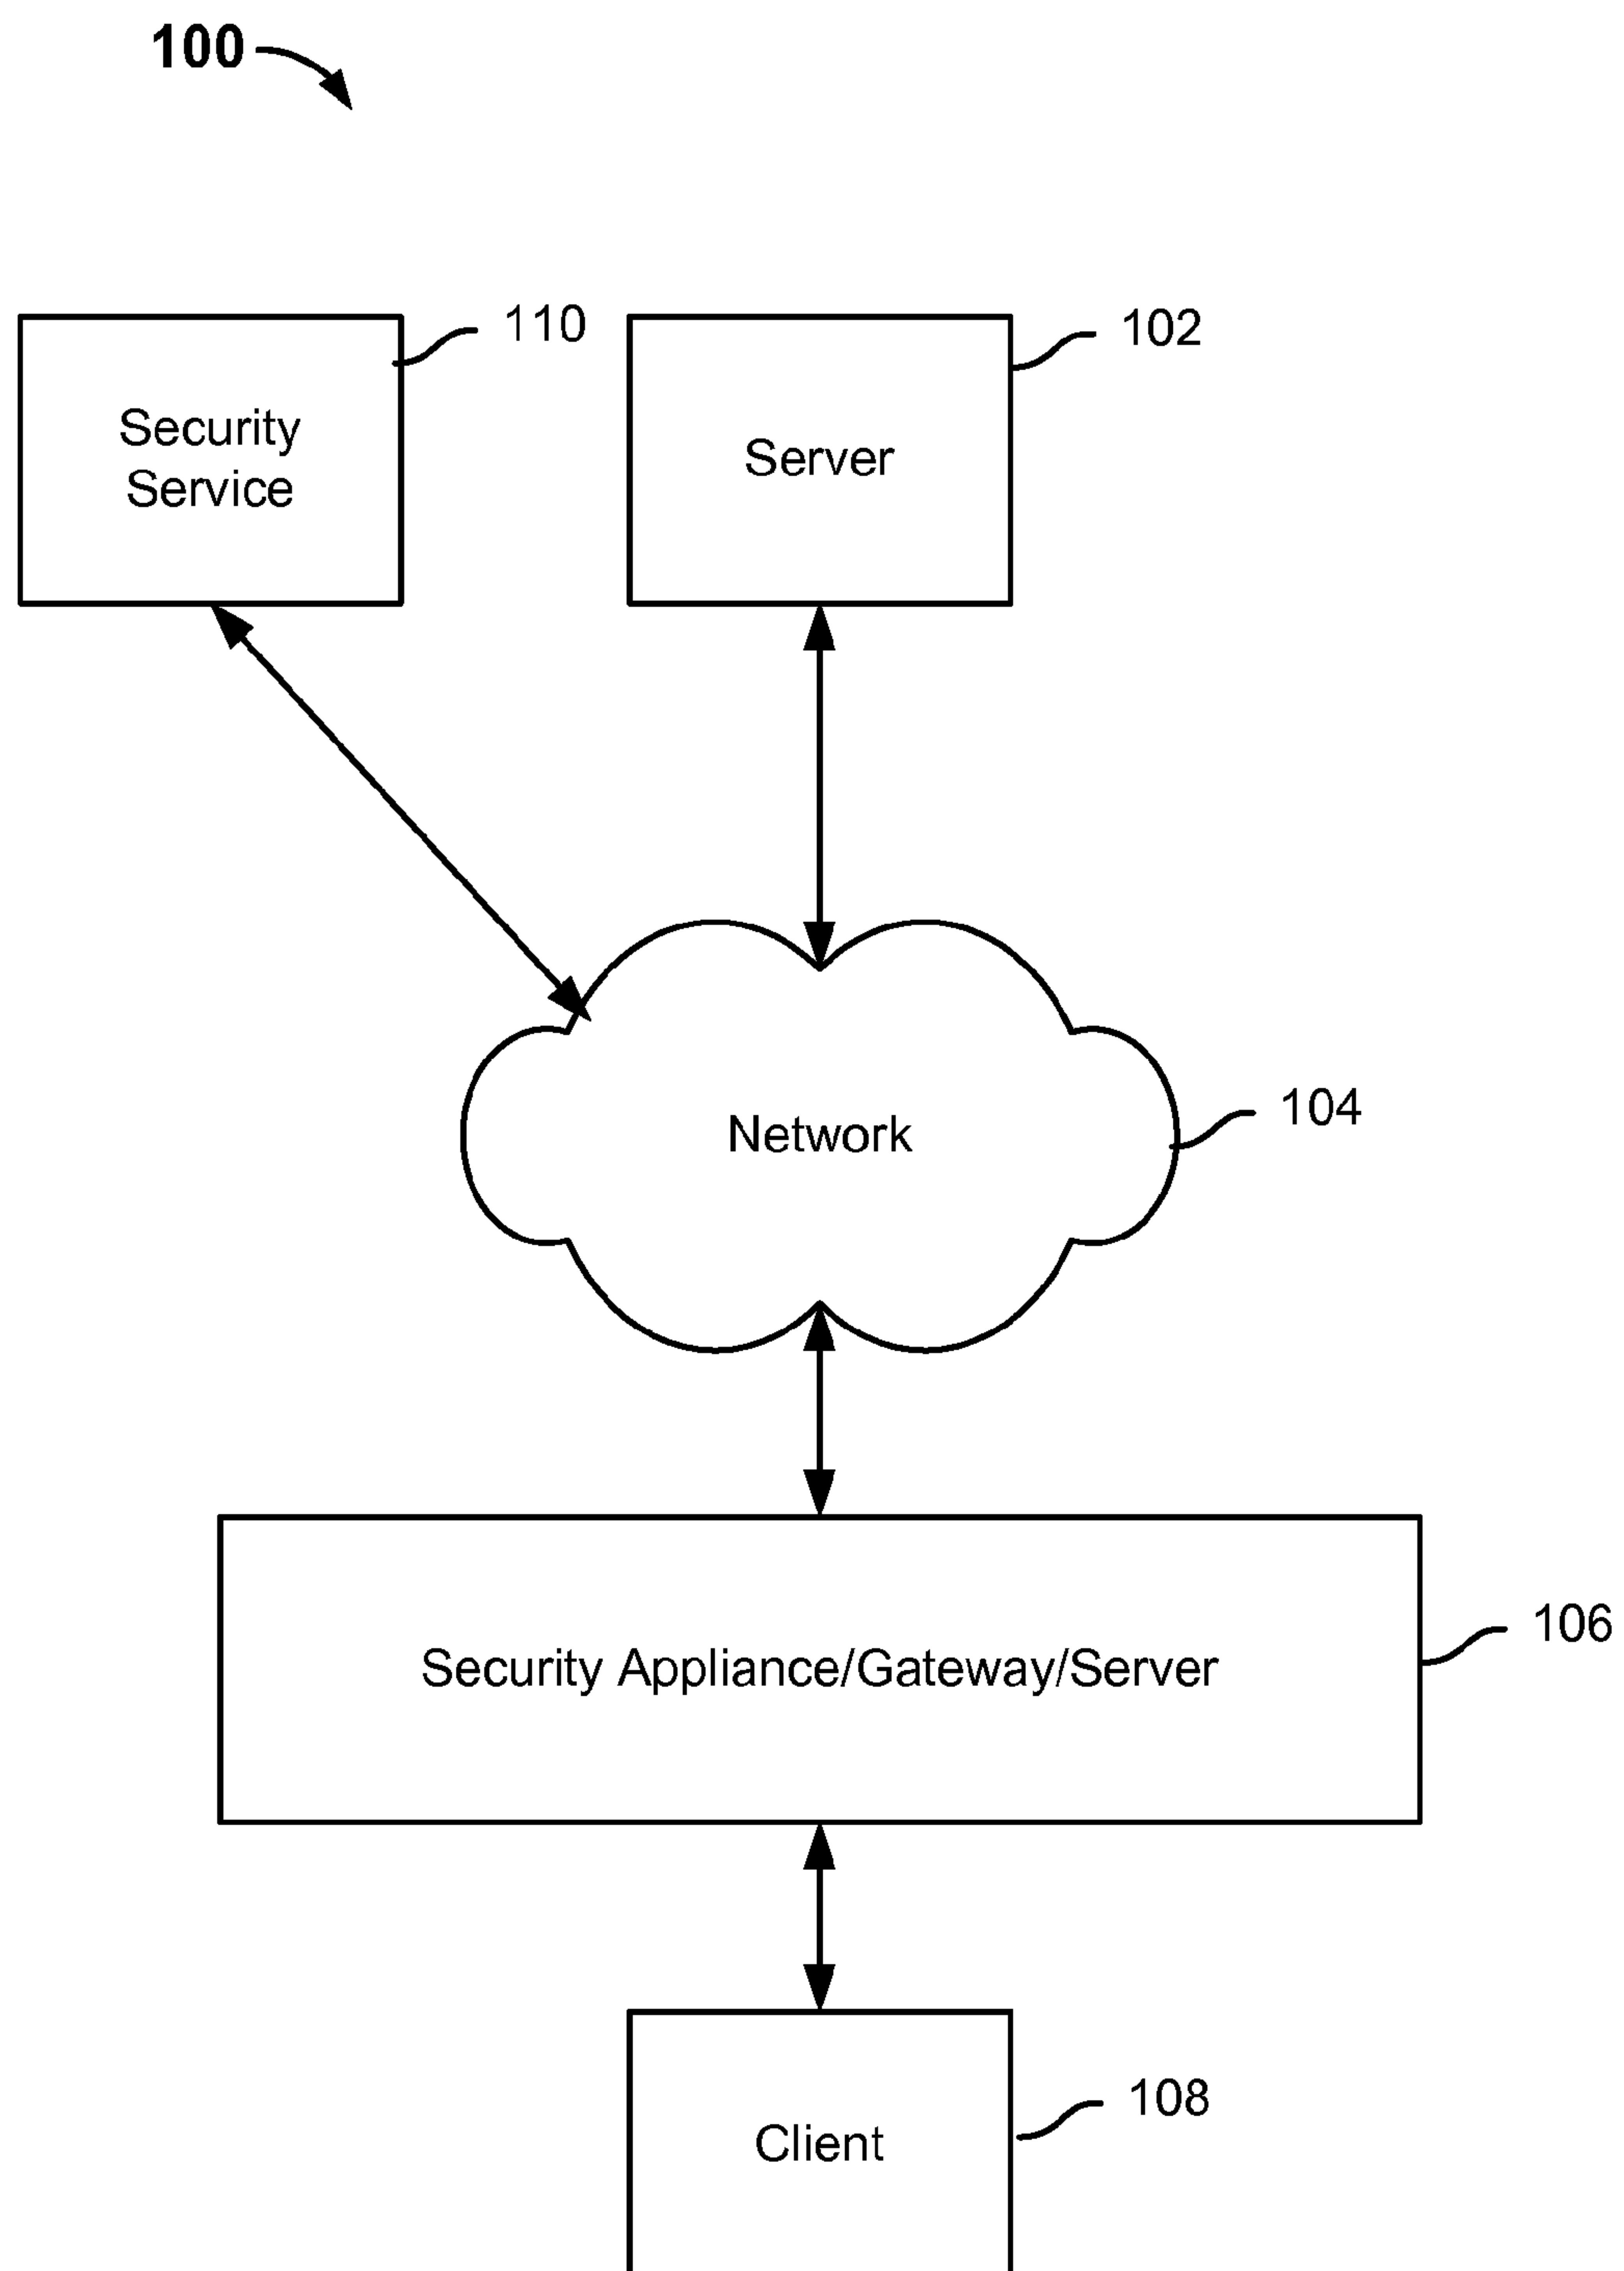 100
110
102
Security
Service
Server
104
Network
106
Security Appliance/Gateway/Server
108
Client